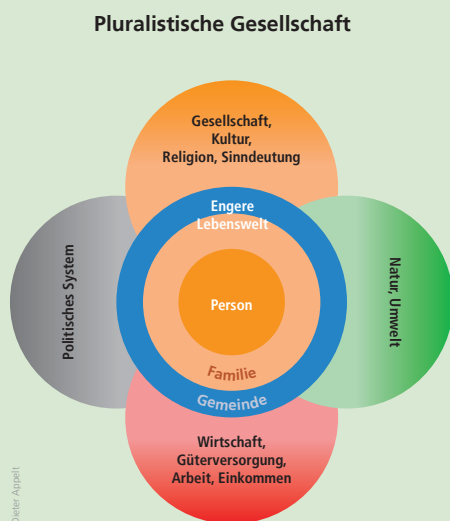 Pluralistische Gesellschaft
Gesellschaft,
Kultur,
Religion, Sinndeutung
Engere
Lebenswelt
Politisches System
Person
Natur, Umwelt
Familie
Gemeinde
Wirtschaft,
Güterversorgung,
Arbeit, Einkommen
Dieter Appelt